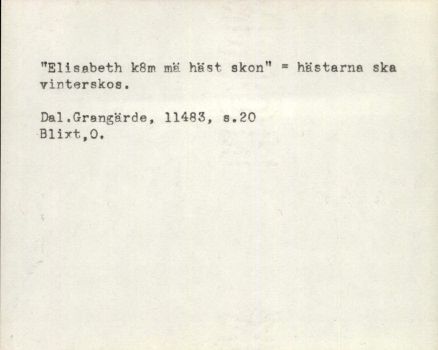 "Elisabeth k8m mä häst skon" = hästarna ska
vinterskos.
Dal.Grangärde, 11483, s.20
Blixt,O.